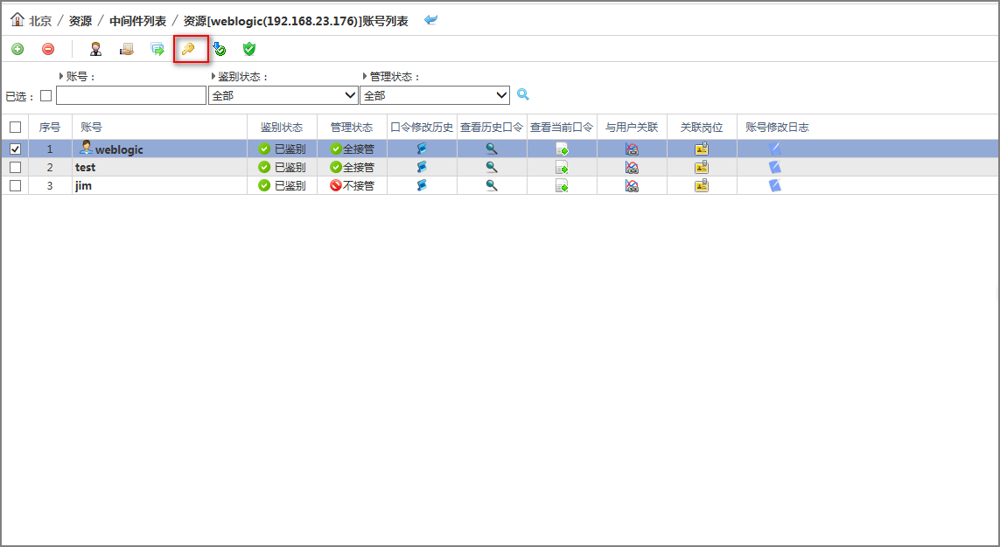 北京 / 资源 / 中间件列表 / 资源[weblogic(192.168.23.176)]账号列表
账号： 鉴别状态： 管理状态：
已选： 全部 全部
序号 账号 鉴别状态 管理状态 口令修改历史 查看历史口令 查看当前口令 与用户关联 关联岗位 账号修改日志
1 weblogic 已鉴别 全接管
2 test 已鉴别 全接管
3 jim 已鉴别 不接管